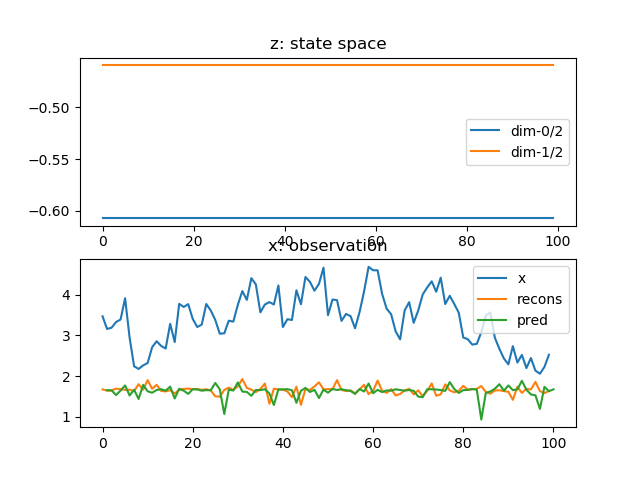 z: state space
−0.50
−0.55
−0.60
dim-0/2
dim-1/2
0 20 40 60 80 100
x: observation
4
3
2
1
x
recons
pred
0 20 40 60 80 100